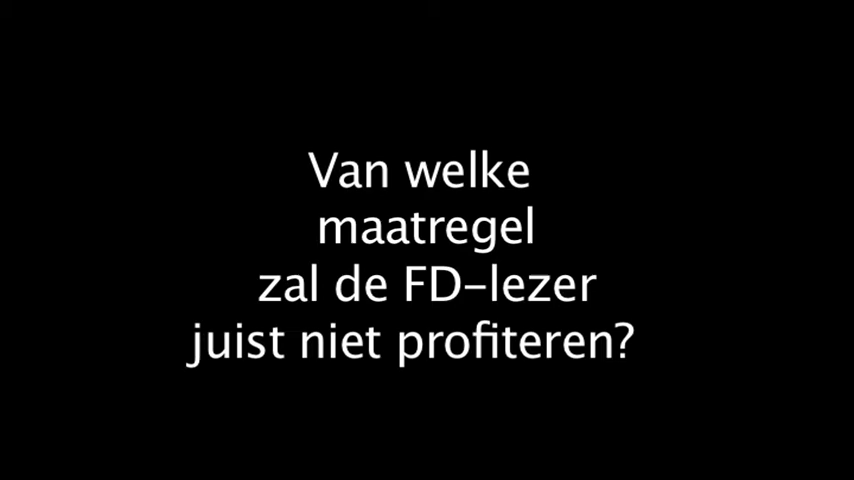 Van welke
maatregel
zal de FD-lezer
juist niet profiteren?